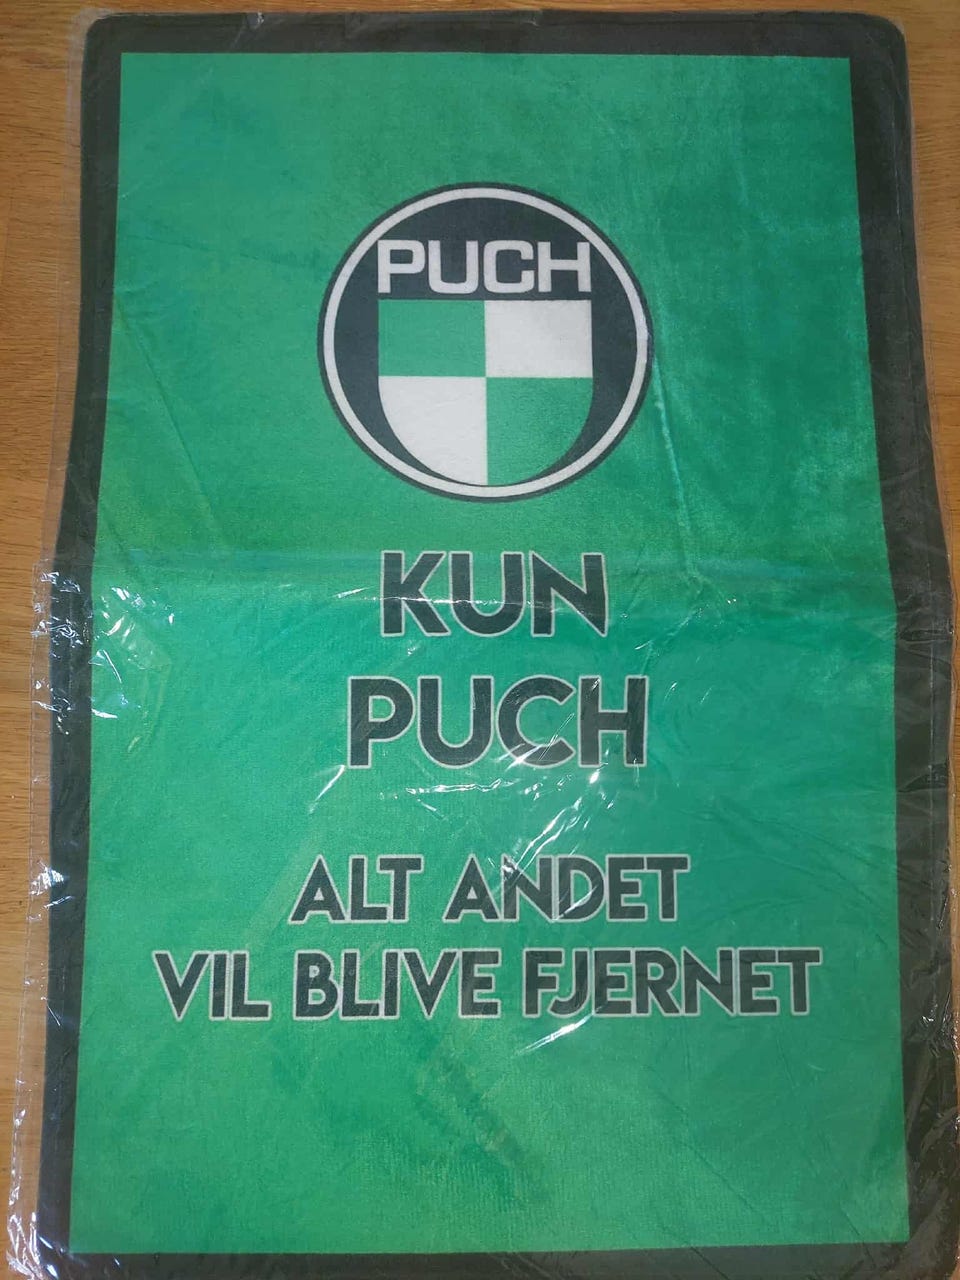 PUCH
KUN
PUCH
ALT ANDET
VIL BLIVE FJERNET